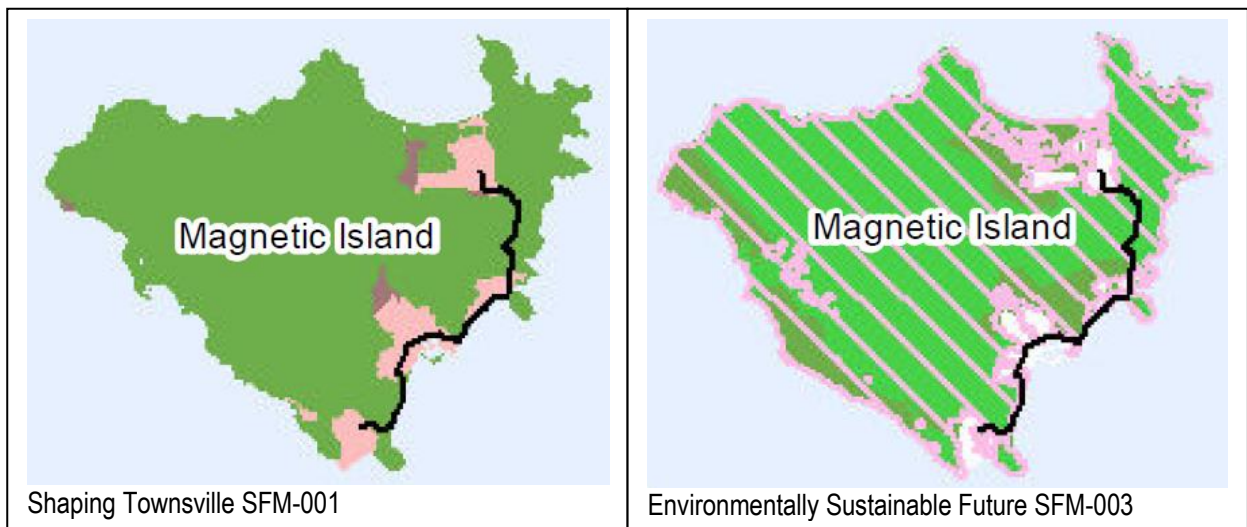 Magnetic Island
Shaping Townsville SFM-001
Magnetic Island
Environmentally Sustainable Future SFM-003